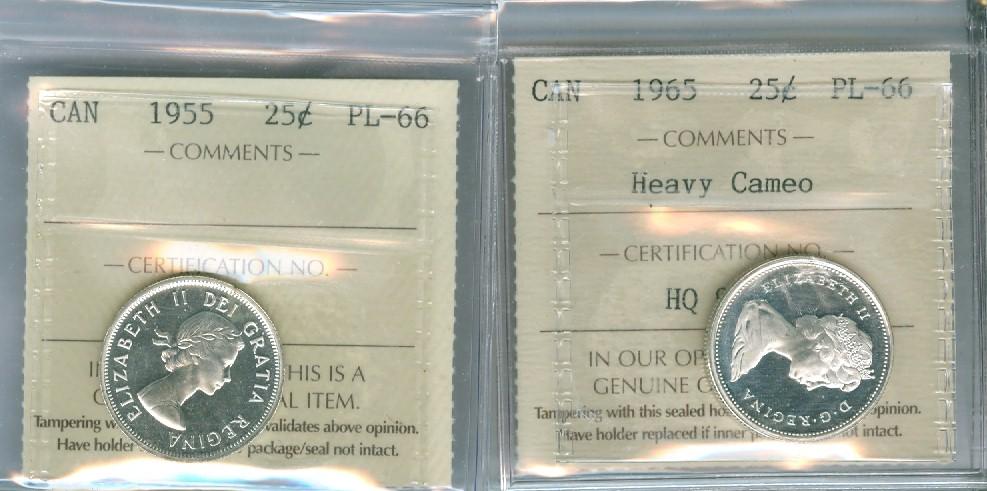 CAN 1955 25¢ PL-66
— COMMENTS —
— CERTIFICATION NO. —
HIS IS A
AL ITEM.
Tampering w validates above opinion.
Have holder package/seal not intact.
ELIZABETH II DEI GRATIA REGINA
CAN 1965 25¢ PL-66
— COMMENTS —
Heavy Cameo
— CERTIFICATION NO. —
HQ
IN OUR OP
GENUINE
Tampering with this sealed ho opinion.
Have holder replaced if inner not intact.
ELIZABETH II D·G·REGINA